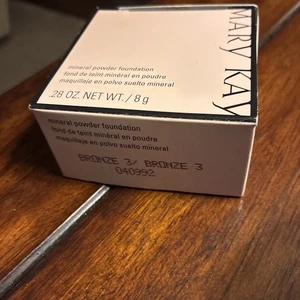 MARY KAY
mineral powder foundation
fond de teint minéral en poudre
maquillaje en polvo suelto mineral
.28 OZ. NET WT. / 8 g
mineral powder foundation
fond de teint minéral en poudre
maquillaje en polvo suelto mineral
BRONZE 3/ BRONZE 3
040992